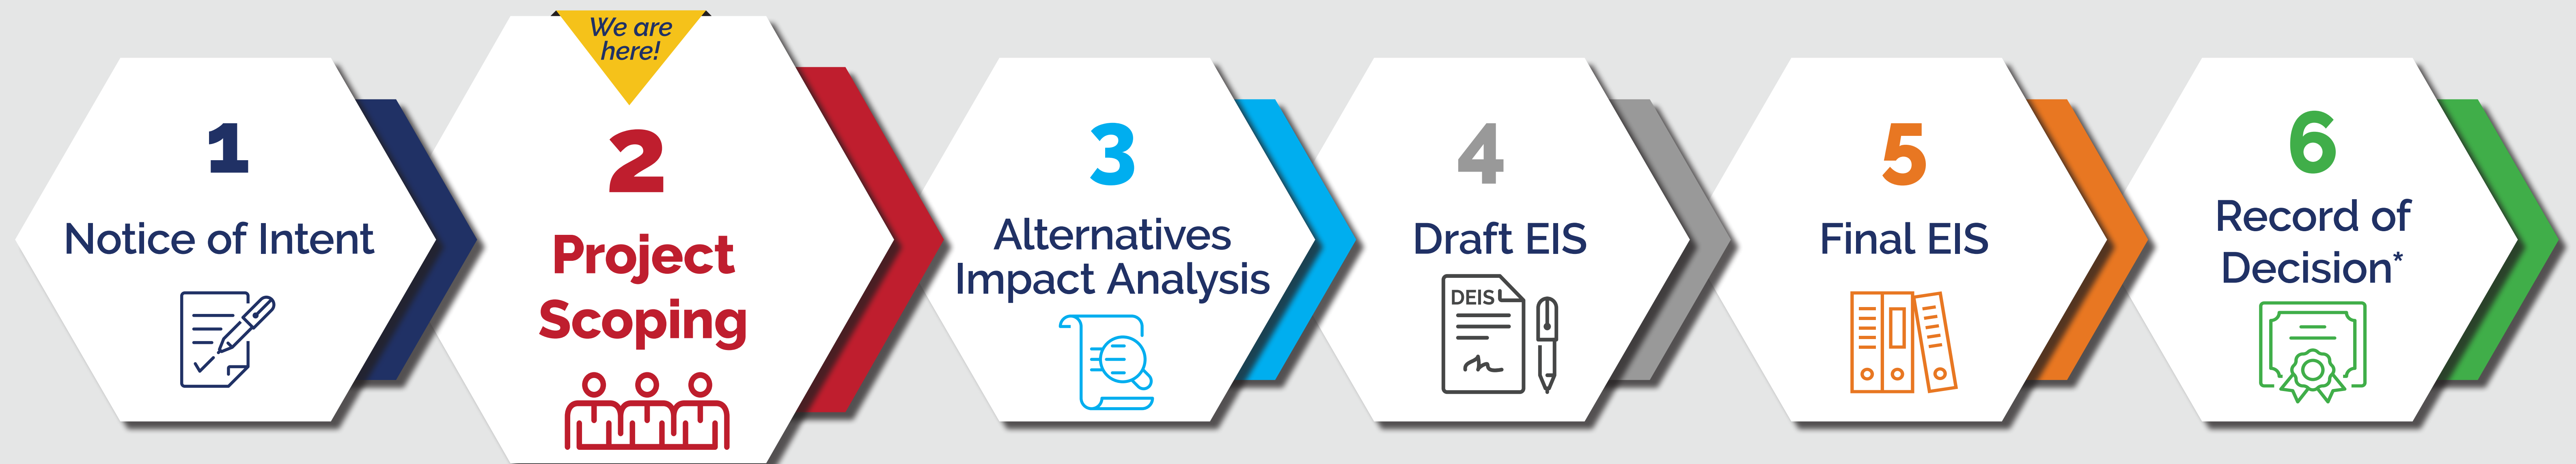 1
Notice of Intent
We are
here!
2
Project
Scoping
3
Alternatives
Impact Analysis
4
Draft EIS
DEIS
5
Final EIS
6
Record of
Decision*